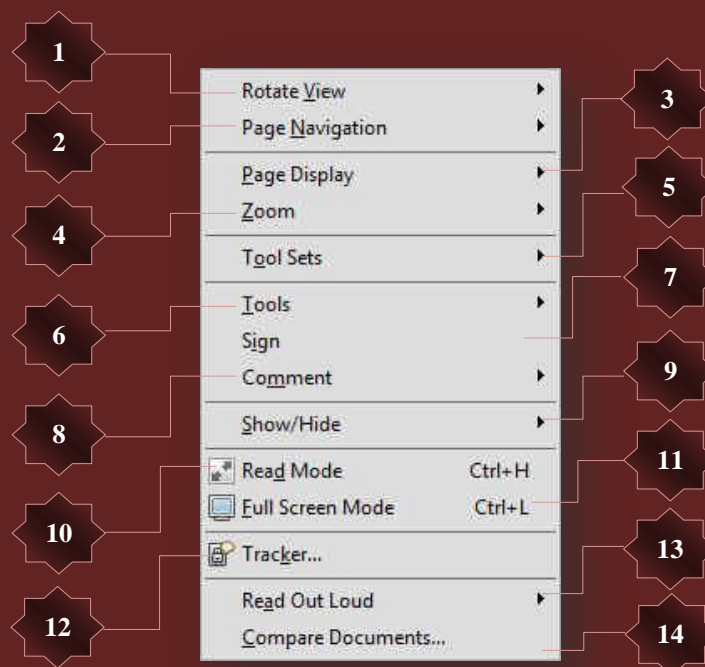 1
Rotate View
2
Page Navigation
3
Page Display
4
Zoom
5
Tool Sets
6
Tools
7
Sign
8
Comment
9
Show/Hide
10
Read Mode Ctrl+H
11
Full Screen Mode Ctrl+L
12
Tracker...
13
Read Out Loud
14
Compare Documents...